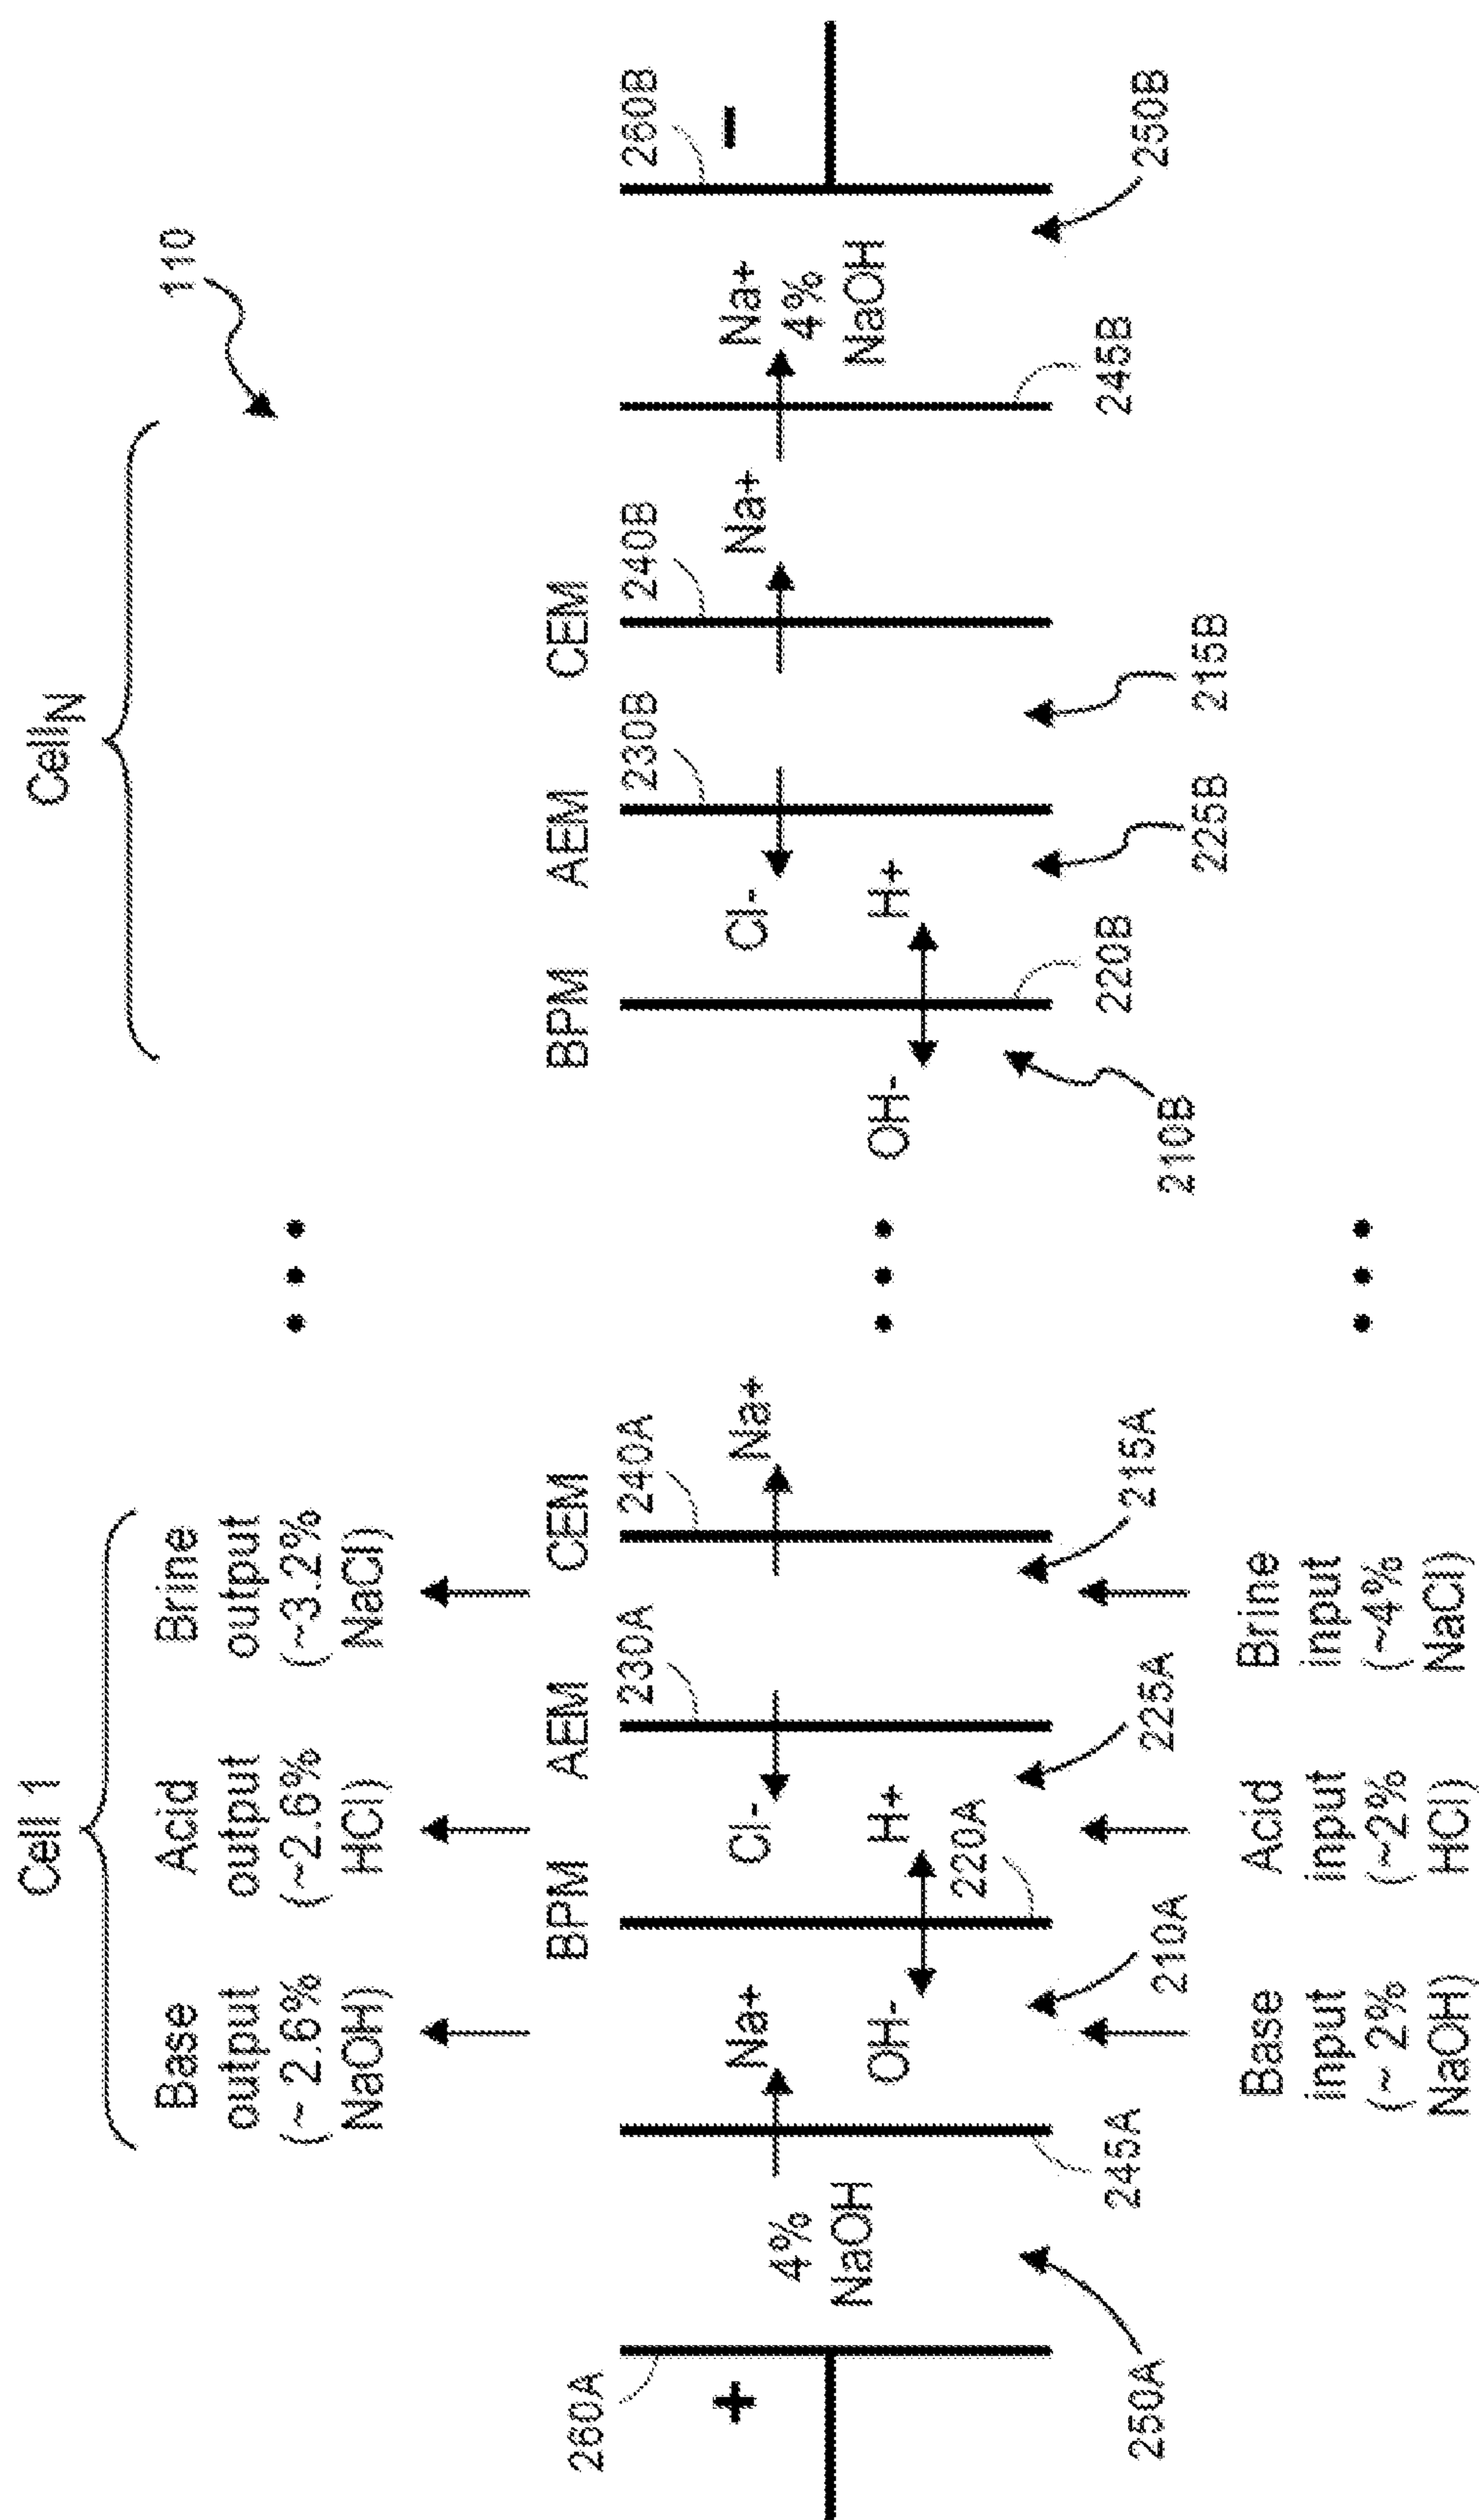 Cell 1
CellN
110
Base
output
(~ 2.6%
NaOH)
Acid
output
(~2.6%
HCl)
Brine
output
(~3.2%
NaCl)
BPM
AEM
CEM
BPM
AEM
CEM
260A
230A
240A
230B
240B
260B
+
4%
NaOH
Na+
Cl-
Na+
Cl-
Na+
Na+
4%
NaOH
-
OH-
H+
OH-
H+
220A
250A
245A
210A
225A
215A
210B
220B
225B
215B
245B
250B
Base
input
(~ 2%
NaOH)
Acid
input
(~2%
HCl)
Brine
input
(~4%
NaCl)